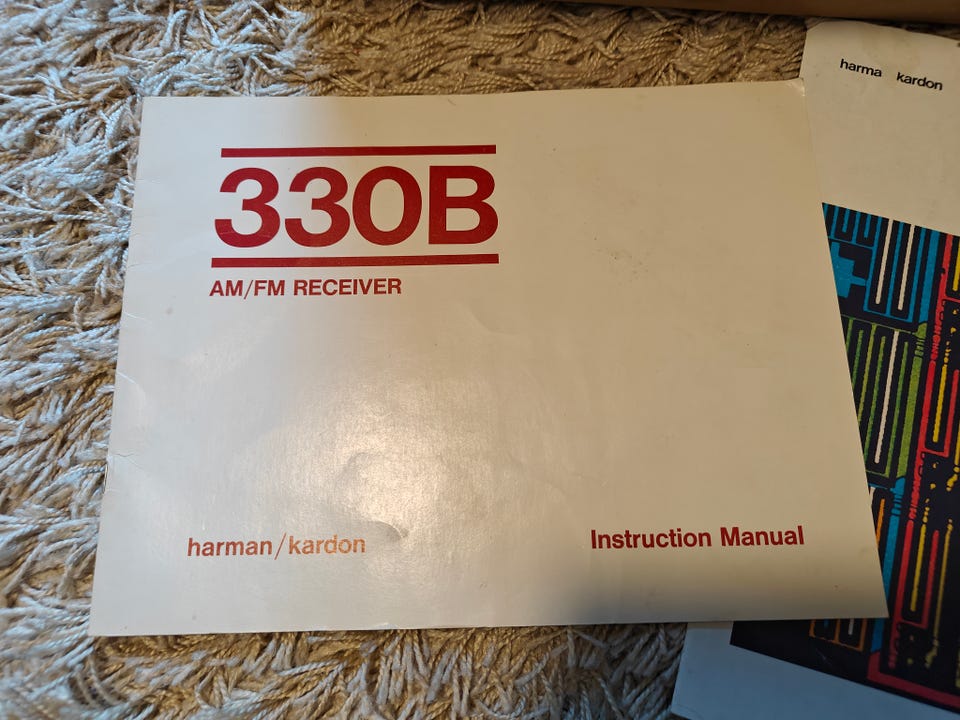 330B
AM/FM RECEIVER
harman/kardon
Instruction Manual
harma kardon